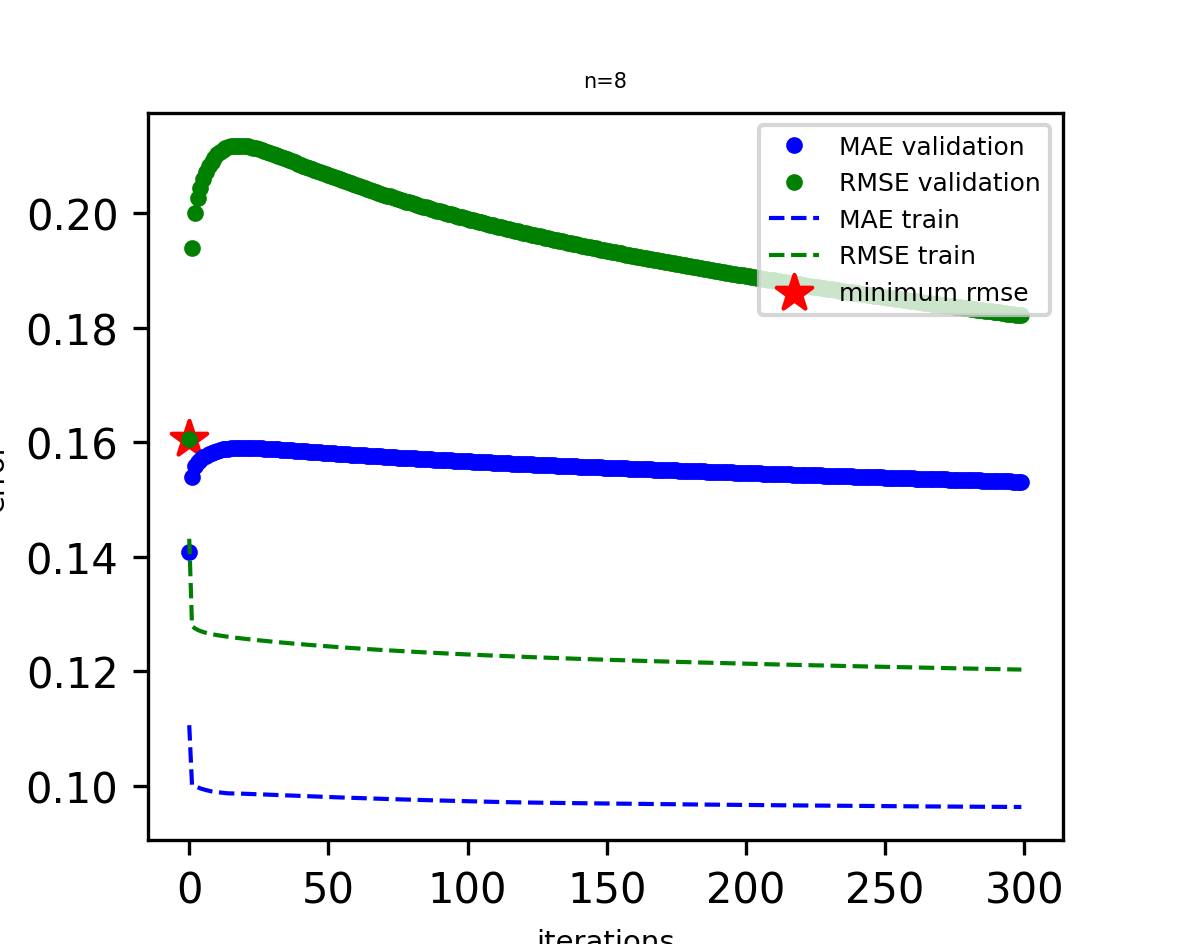 n=8
MAE validation
RMSE validation
MAE train
RMSE train
minimum rmse
0.20
0.18
0.16
0.14
0.12
0.10
0 50 100 150 200 250 300
iterations